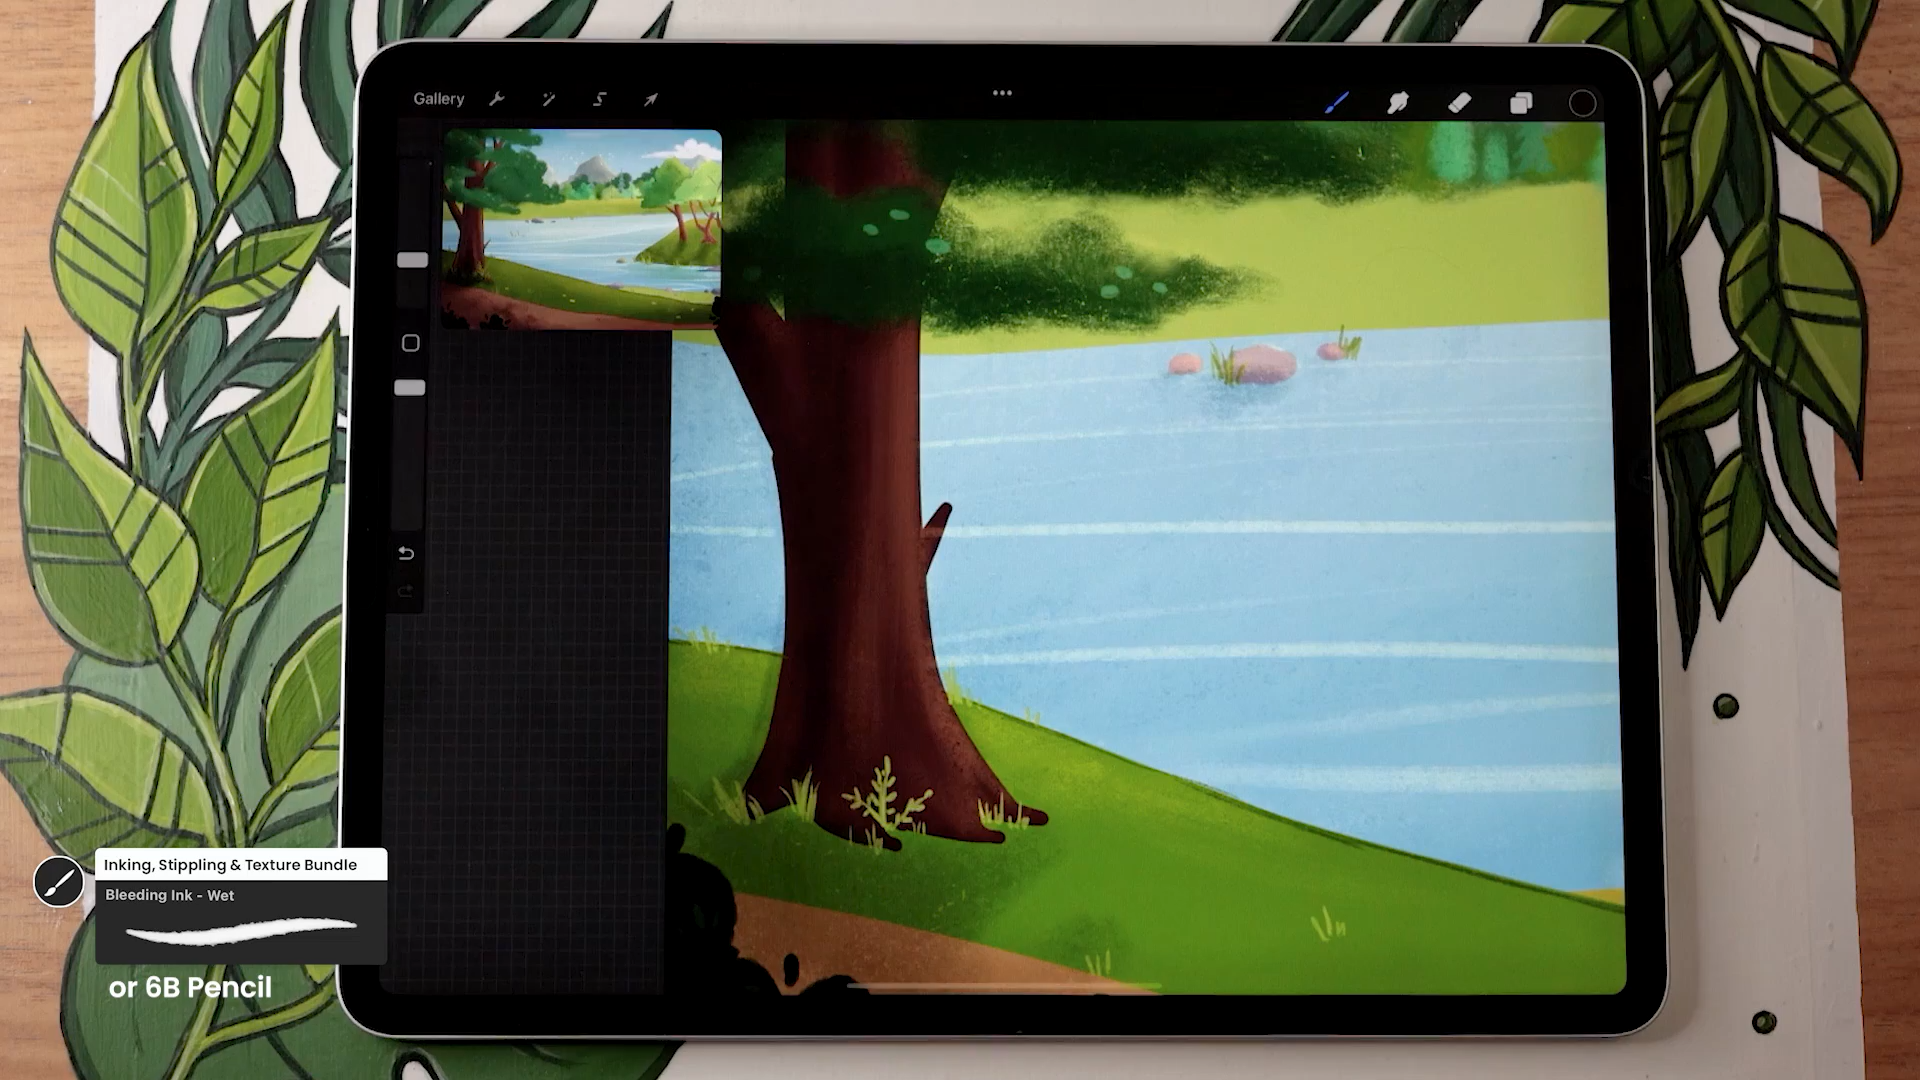 Gallery
Inking, Stippling & Texture Bundle
Bleeding Ink - Wet
or 6B Pencil